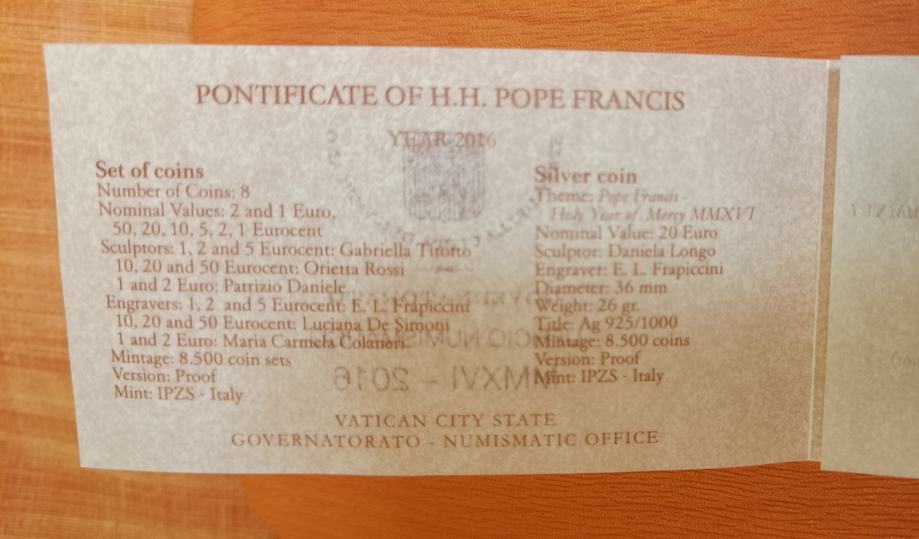 PONTIFICATE OF H.H. POPE FRANCIS
YEAR 2016
Set of coins
Number of Coins: 8
Nominal Values: 2 and 1 Euro,
50, 20, 10, 5, 2, 1 Eurocent
Sculptors: 1, 2 and 5 Eurocent: Gabriella Titotto
10, 20 and 50 Eurocent: Orietta Rossi
1 and 2 Euro: Patrizio Daniele
Engravers: 1, 2 and 5 Eurocent: E. L. Frapiccini
10, 20 and 50 Eurocent: Luciana De Simoni
1 and 2 Euro: Maria Carmela Colaneri
Mintage: 8.500 coin sets
Version: Proof
Mint: IPZS - Italy
Silver coin
Theme: Pope Francis -
Holy Year of Mercy MMXVI
Nominal Value: 20 Euro
Sculptor: Daniela Longo
Engraver: E. L. Frapiccini
Diameter: 36 mm
Weight: 26 gr.
Title: Ag 925/1000
Mintage: 8.500 coins
Version: Proof
Mint: IPZS - Italy
MMXVI - 2016
VATICAN CITY STATE
GOVERNATORATO - NUMISMATIC OFFICE